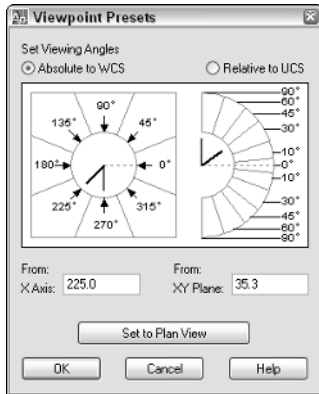 Viewpoint Presets
Set Viewing Angles
Absolute to WCS
Relative to UCS
90°
135°
45°
180°
0°
225°
315°
270°
90°
60°
45°
30°
10°
0°
10°
30°
45°
60°
90°
From:
X Axis: 225.0
From:
XY Plane: 35.3
Set to Plan View
OK
Cancel
Help